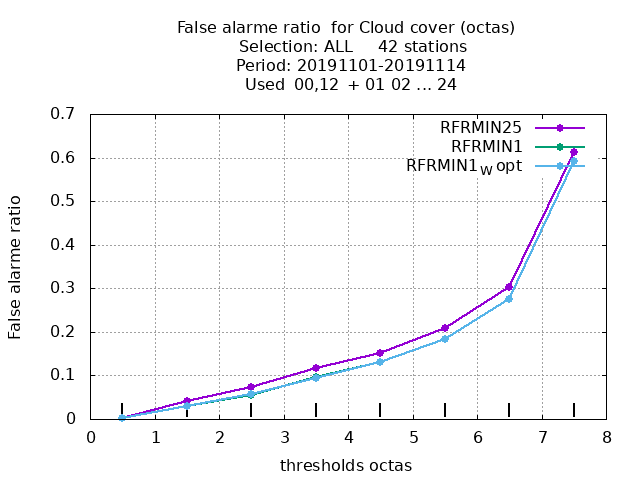 False alarme ratio  for Cloud cover (octas)
Selection: ALL     42 stations
Period: 20191101-20191114
Used  00,12  + 01 02 ... 24
RFRMIN25
RFRMIN1
RFRMIN1w opt
False alarme ratio
0.7
0.6
0.5
0.4
0.3
0.2
0.1
0
0 1 2 3 4 5 6 7 8
thresholds octas